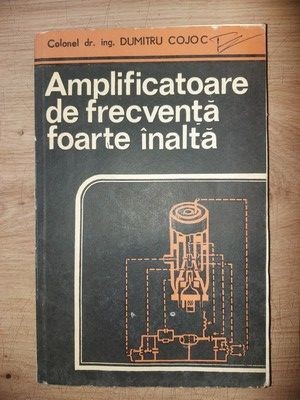 Colonel dr. ing. DUMITRU COJOC
Amplificatoare
de frecvență
foarte înaltă